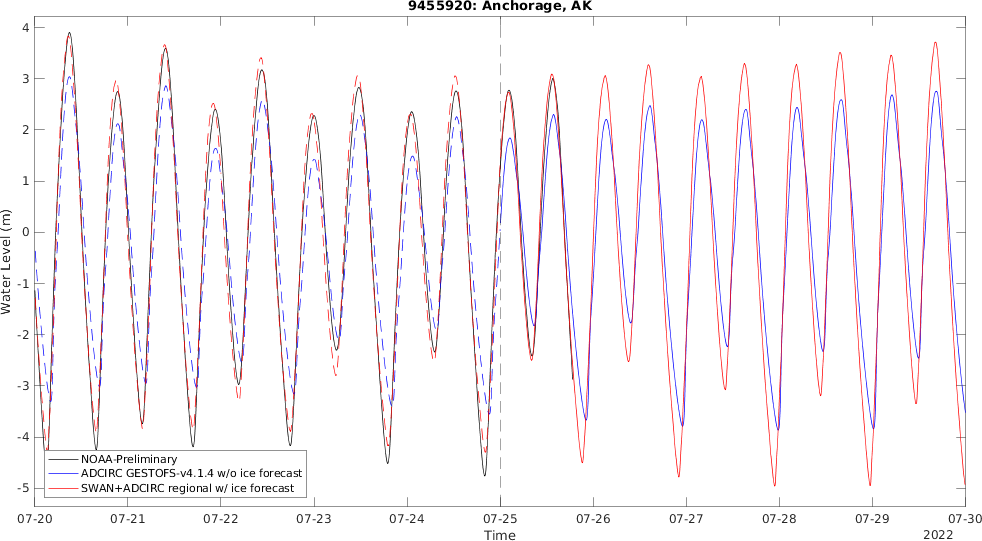 9455920: Anchorage, AK
4
3
2
1
0
-1
-2
-3
-4
-5
Water Level (m)
NOAA-Preliminary
ADCIRC GESTOFS-v4.1.4 w/o ice forecast
SWAN+ADCIRC regional w/ ice forecast
07-20 07-21 07-22 07-23 07-24 07-25 07-26 07-27 07-28 07-29 07-30
Time
2022